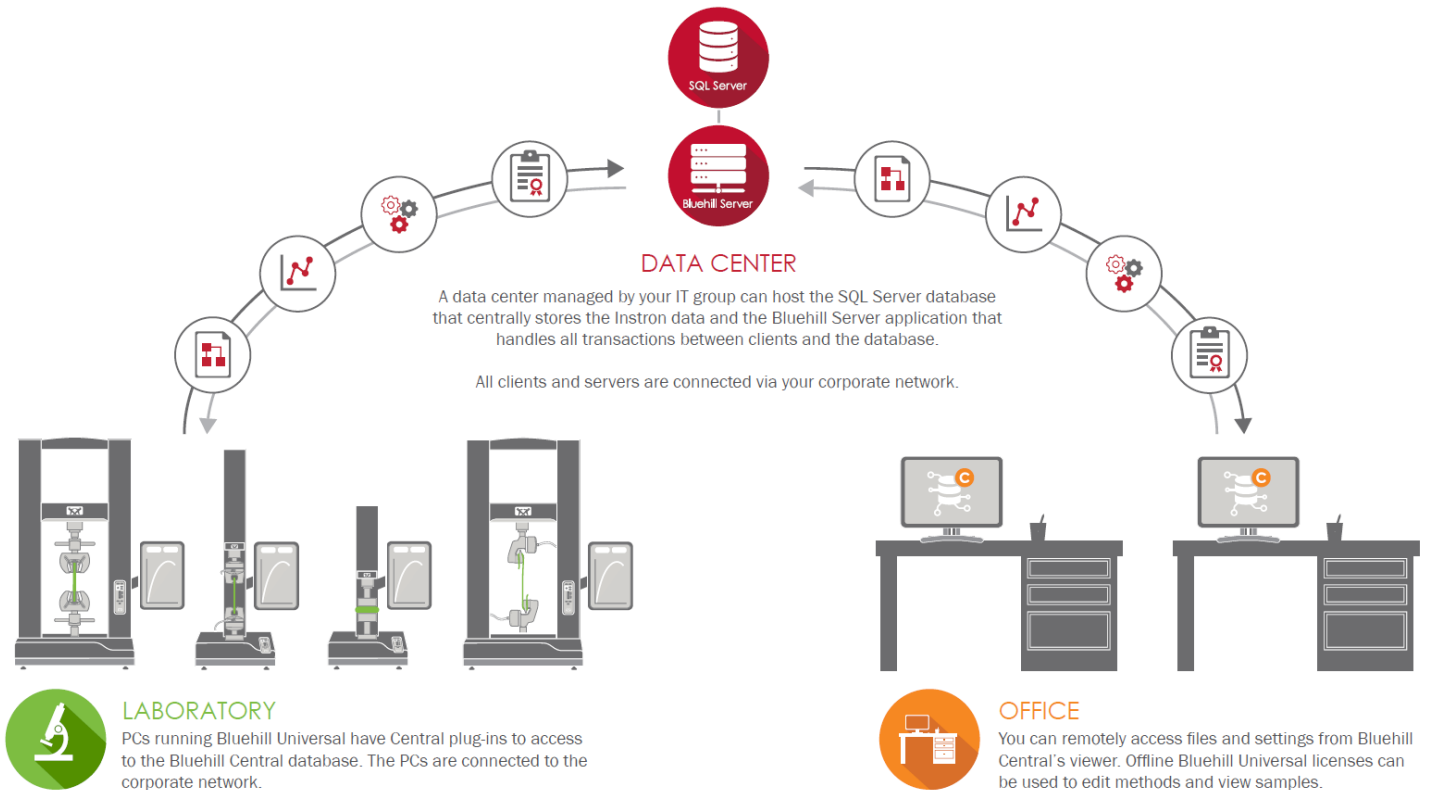 SQL Server
Bluehill Server
DATA CENTER
A data center managed by your IT group can host the SQL Server database
that centrally stores the Instron data and the Bluehill Server application that
handles all transactions between clients and the database.
All clients and servers are connected via your corporate network.
C
C
LABORATORY
PCs running Bluehill Universal have Central plug-ins to access
to the Bluehill Central database. The PCs are connected to the
corporate network.
OFFICE
You can remotely access files and settings from Bluehill
Central's viewer. Offline Bluehill Universal licenses can
be used to edit methods and view samples.